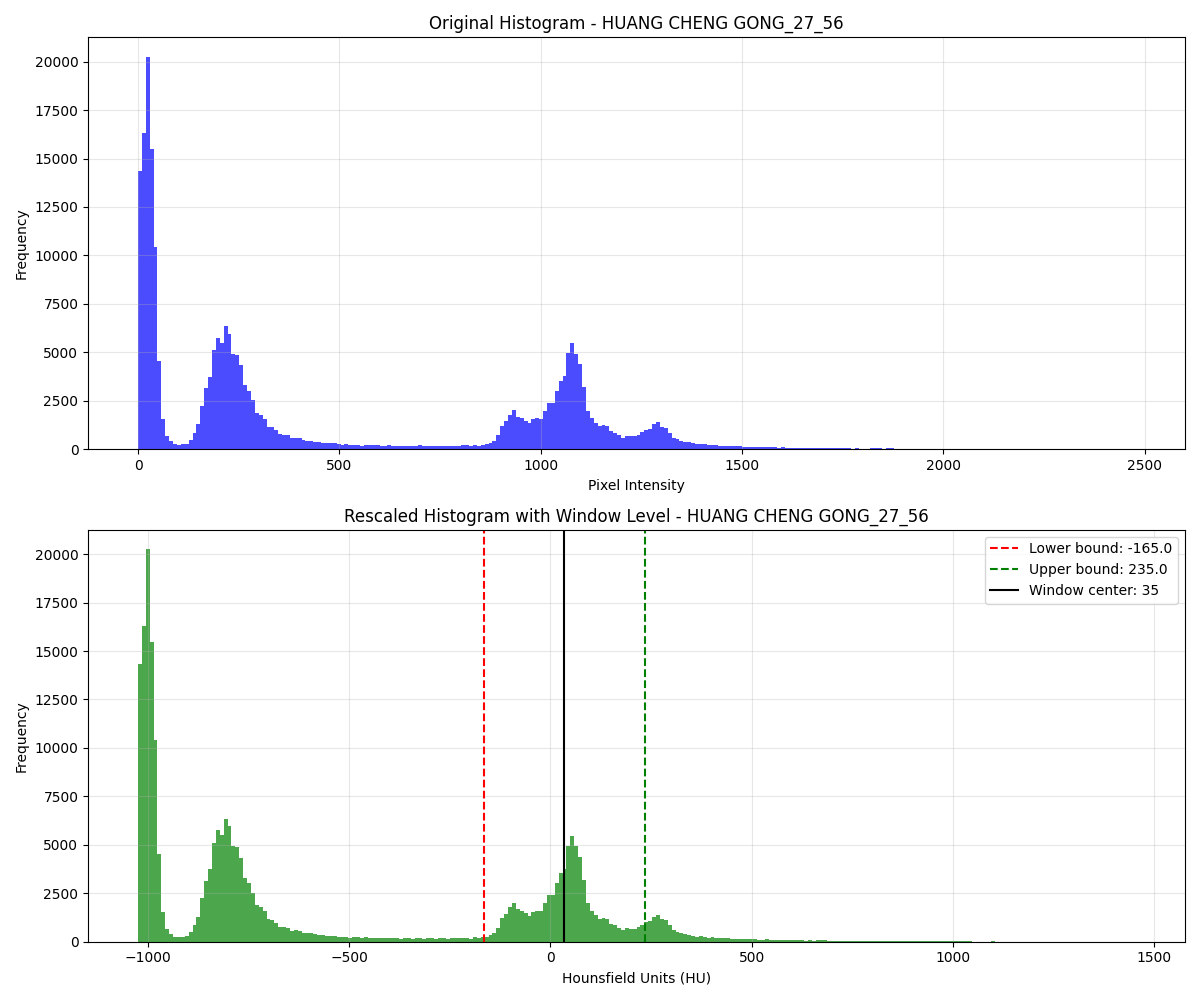 Original Histogram - HUANG CHENG GONG_27_56
20000
17500
15000
12500
10000
7500
5000
2500
0
Frequency
0 500 1000 1500 2000 2500
Pixel Intensity
Rescaled Histogram with Window Level - HUANG CHENG GONG_27_56
Lower bound: -165.0
Upper bound: 235.0
Window center: 35
20000
17500
15000
12500
10000
7500
5000
2500
0
Frequency
−1000 −500 0 500 1000 1500
Hounsfield Units (HU)